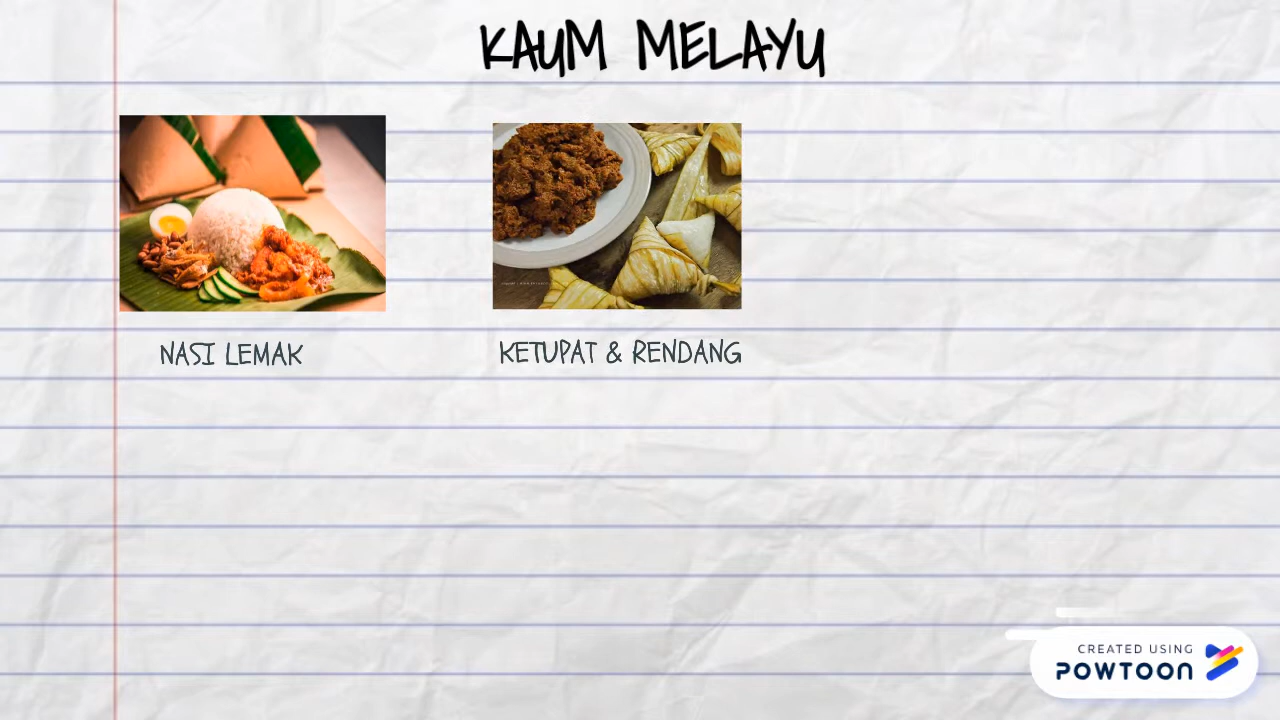 KAUM MELAYU
NASI LEMAK
KETUPAT & RENDANG
CREATED USING
POWTOON